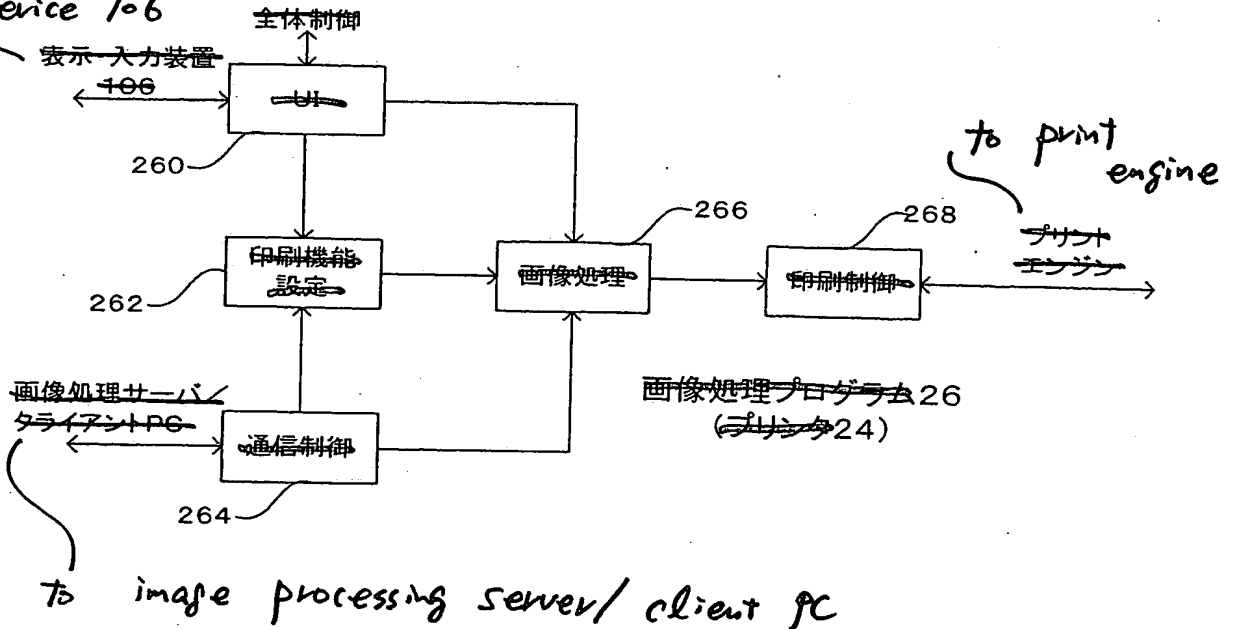 evice 106
全体制御
表示・入力装置
106
UI
260
to print
engine
266
268
プリント
エンジン
印刷機能
設定
262
画像処理
印刷制御
画像処理サーバ/
クライアントPC
画像処理プログラム26
(プリンタ24)
通信制御
264
to image processing server/ client PC